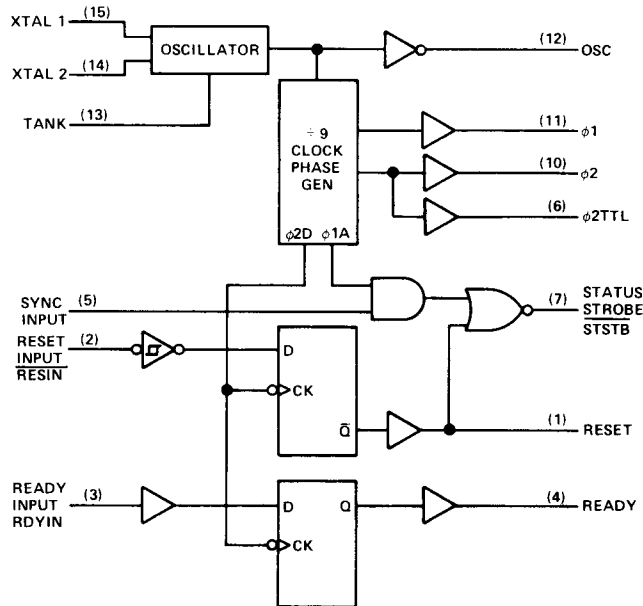 XTAL 1 (15)
XTAL 2 (14)
TANK (13)
OSCILLATOR
(12) OSC
÷ 9
CLOCK
PHASE
GEN
ϕ2D ϕ1A
(11) ϕ1
(10) ϕ2
(6) ϕ2TTL
SYNC (5)
INPUT
RESET (2)
INPUT
RESIN
D
CK
Q
(7) STATUS
STROBE
STSTB
(1) RESET
READY
INPUT (3)
RDYIN
D Q
CK
(4) READY